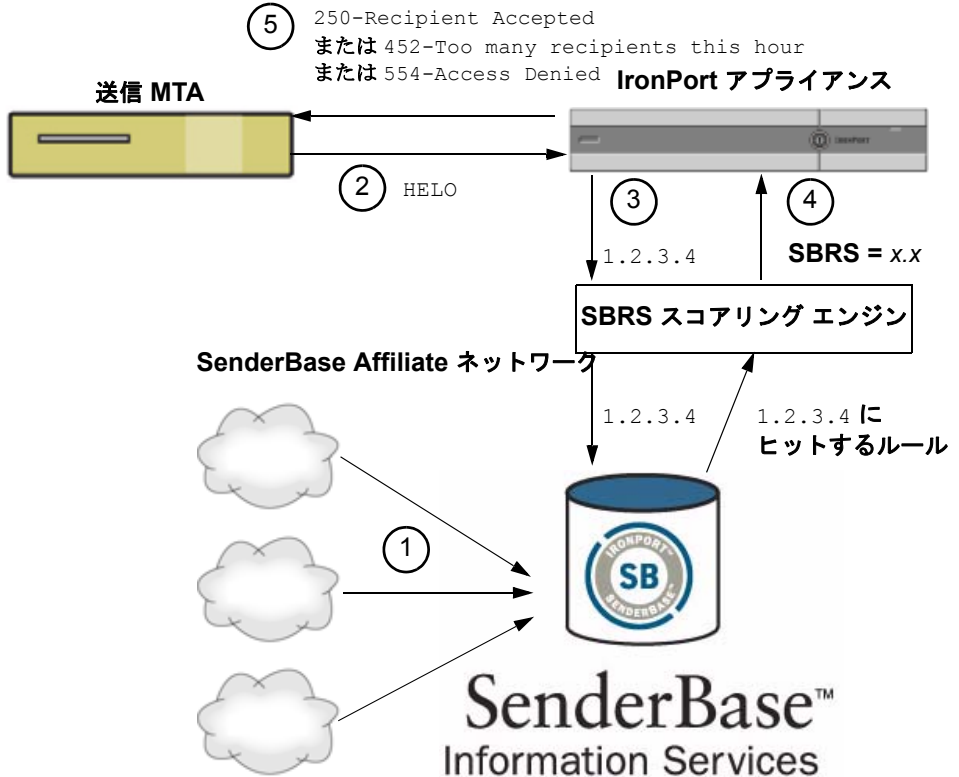 5
250-Recipient Accepted
または 452-Too many recipients this hour
または 554-Access Denied
IronPort アプライアンス
送信 MTA
IRONPORT
2
HELO
3
4
1.2.3.4
SBRS = x.x
SBRS スコアリング エンジン
SenderBase Affiliate ネットワーク
1.2.3.4
1.2.3.4 に
ヒットするルール
1
IRONPORT™
SB
SENDERBASE™
SenderBase™
Information Services